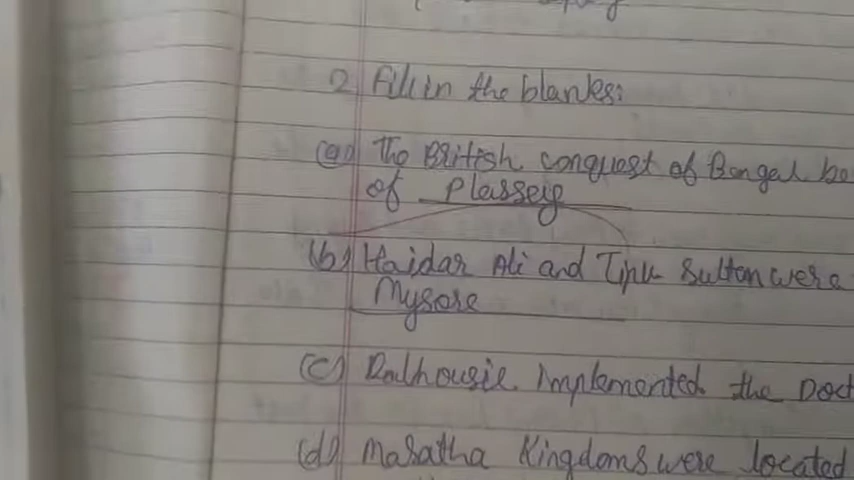 2 Fill in the blanks:
(a) The British conquest of Bengal be
of Plassey
(b) Haidar Ali and Tipu Sultan were
Mysore
(c) Dalhousie implemented the Doct
(d) Maratha Kingdoms were located